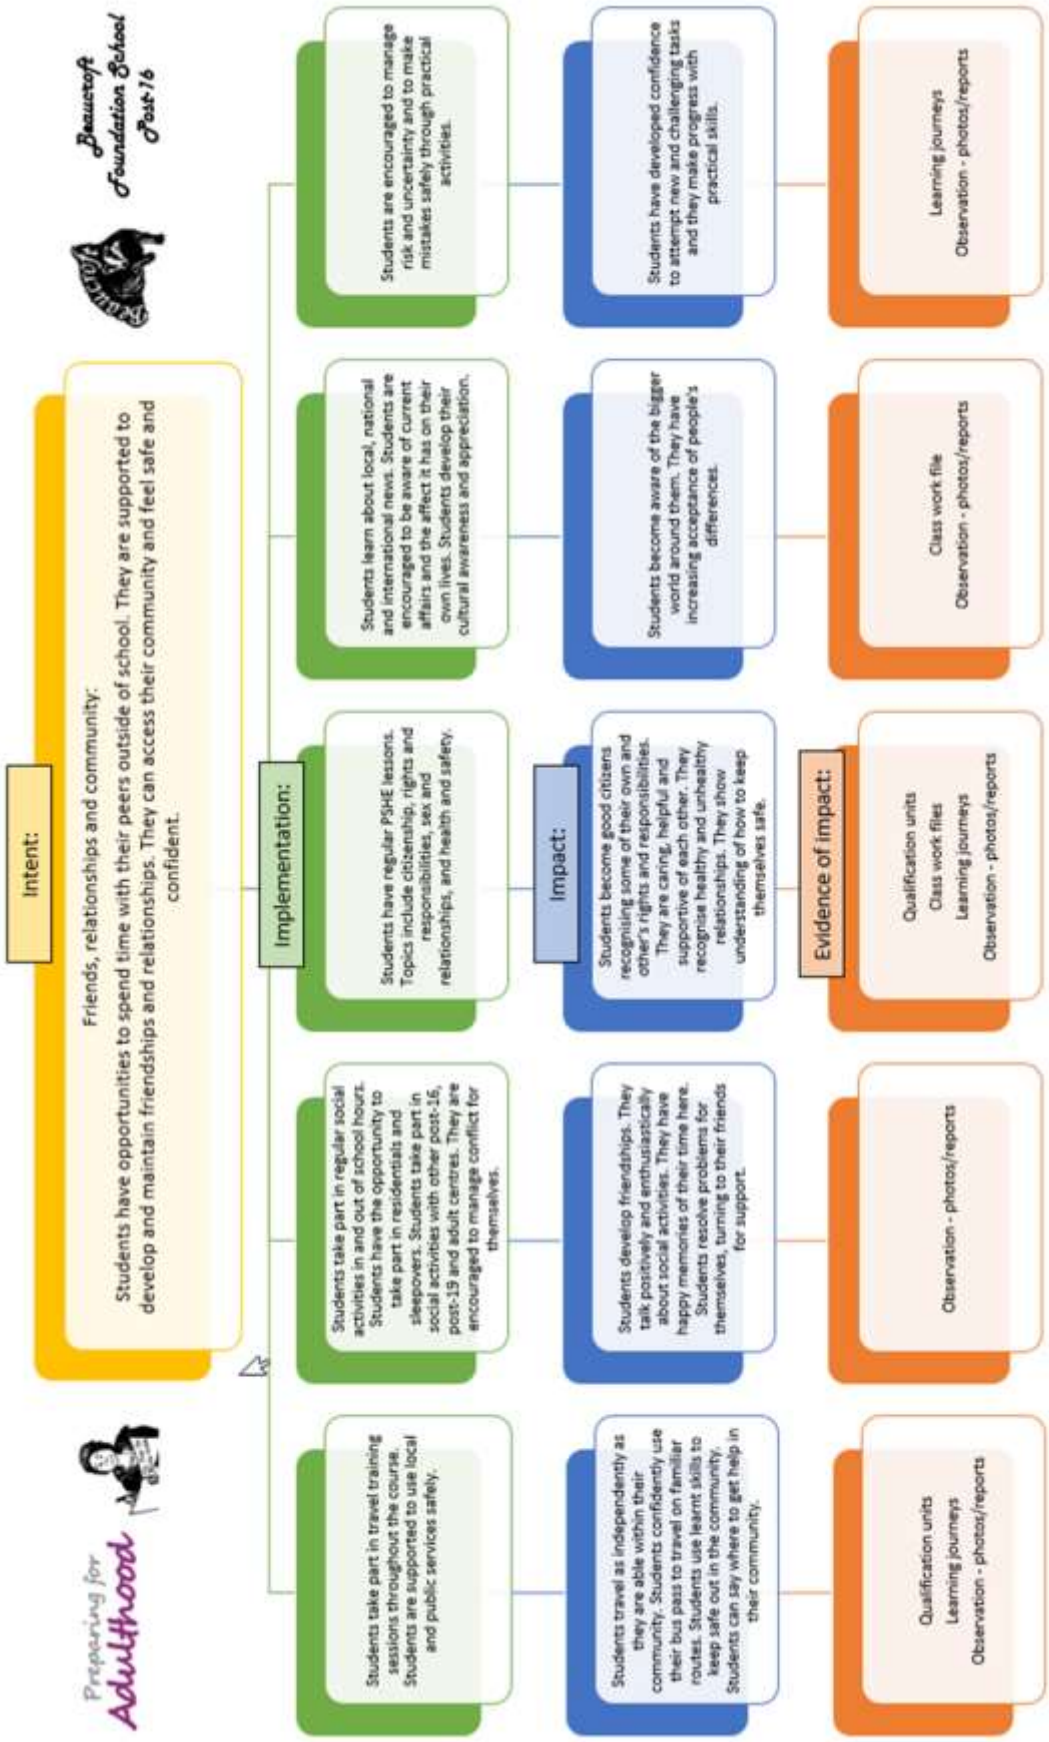 Preparing for
Adulthood
Beaucroft
Beaucroft
Foundation School
Post-16
Intent:
Friends, relationships and community:
Students have opportunities to spend time with their peers outside of school. They are supported to
develop and maintain friendships and relationships. They can access their community and feel safe and
confident.
Implementation:
Students take part in travel training
sessions throughout the course.
Students are supported to use local
and public services safely.
Students take part in regular social
activities in and out of school hours.
Students have the opportunity to
take part in residentials and
sleepovers. Students take part in
social activities with other post-16,
post-19 and adult centres. They are
encouraged to manage conflict for
themselves.
Students have regular PSHE lessons.
Topics include citizenship, rights and
responsibilities, sex and
relationships, and health and safety.
Students learn about local, national
and international news. Students are
encouraged to be aware of current
affairs and the affect it has on their
own lives. Students develop their
cultural awareness and appreciation.
Students are encouraged to manage
risk and uncertainty and to make
mistakes safely through practical
activities.
Impact:
Students travel as independently as
they are able within their
community. Students confidently use
their bus pass to travel on familiar
routes. Students use learnt skills to
keep safe out in the community.
Students can say where to get help in
their community.
Students develop friendships. They
talk positively and enthusiastically
about social activities. They have
happy memories of their time here.
Students resolve problems for
themselves, turning to their friends
for support.
Students become good citizens
recognising some of their own and
other's rights and responsibilities.
They are caring, helpful and
supportive of each other. They
recognise healthy and unhealthy
relationships. They show
understanding of how to keep
themselves safe.
Students become aware of the bigger
world around them. They have
increasing acceptance of people's
differences.
Students have developed confidence
to attempt new and challenging tasks
and they make progress with
practical skills.
Evidence of impact:
Qualification units
Learning journeys
Observation - photos/reports
Observation - photos/reports
Qualification units
Class work files
Learning journeys
Observation - photos/reports
Class work file
Observation - photos/reports
Learning journeys
Observation - photos/reports